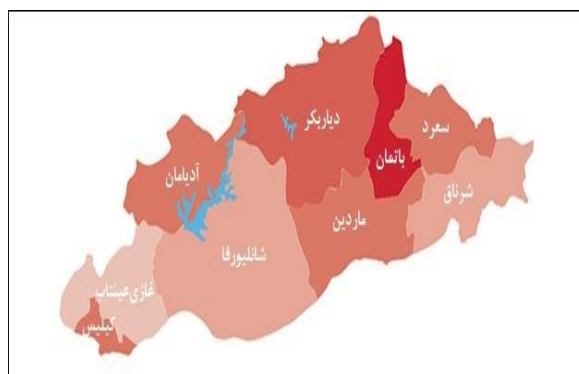 دیاربکر
سعرد
باتمان
آدیامان
شرناق
ماردین
شانلیورفا
غازی‌عینتاب
کیلیس